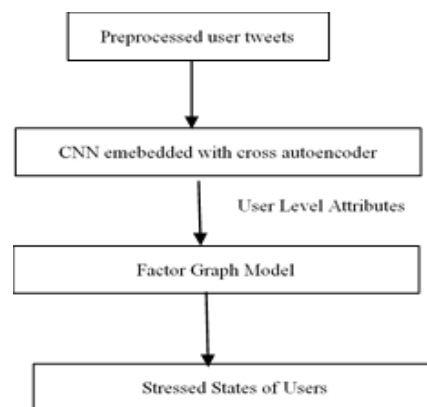 Preprocessed user tweets
CNN emebedded with cross autoencoder
User Level Attributes
Factor Graph Model
Stressed States of Users